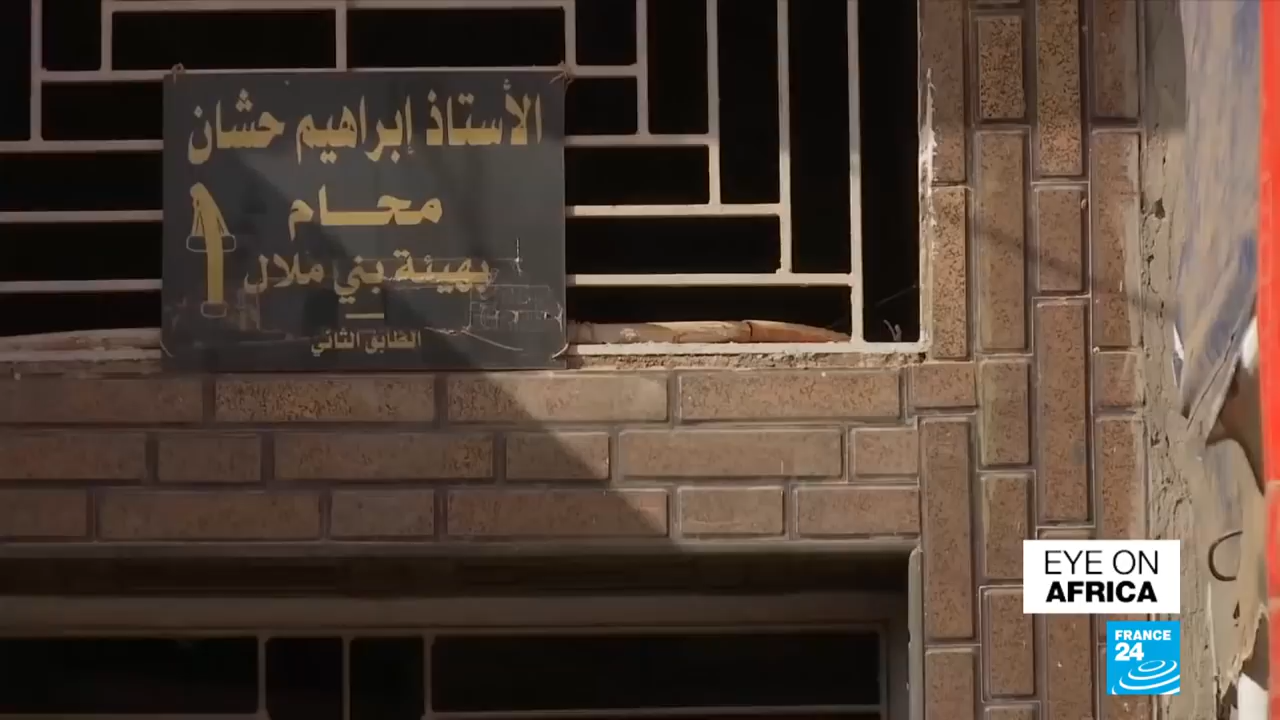 الأستاذ إبراهيم حشان
محام
بهيئة بني ملال
الطابق الثاني
EYE ON
AFRICA
FRANCE
24